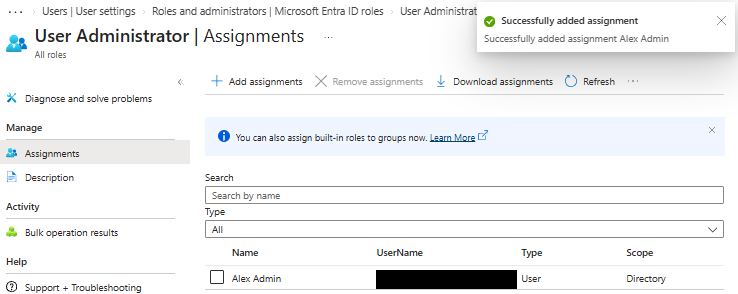 ··· > Users | User settings > Roles and administrators | Microsoft Entra ID roles > User Administrat
User Administrator | Assignments ···
All roles
Successfully added assignment
Successfully added assignment Alex Admin
«
Diagnose and solve problems
Manage
Assignments
Description
Activity
Bulk operation results
Help
Support + Troubleshooting
+ Add assignments
Remove assignments
Download assignments
Refresh
···
You can also assign built-in roles to groups now. Learn More
Search
Search by name
Type
All
Name UserName Type Scope
Alex Admin User Directory